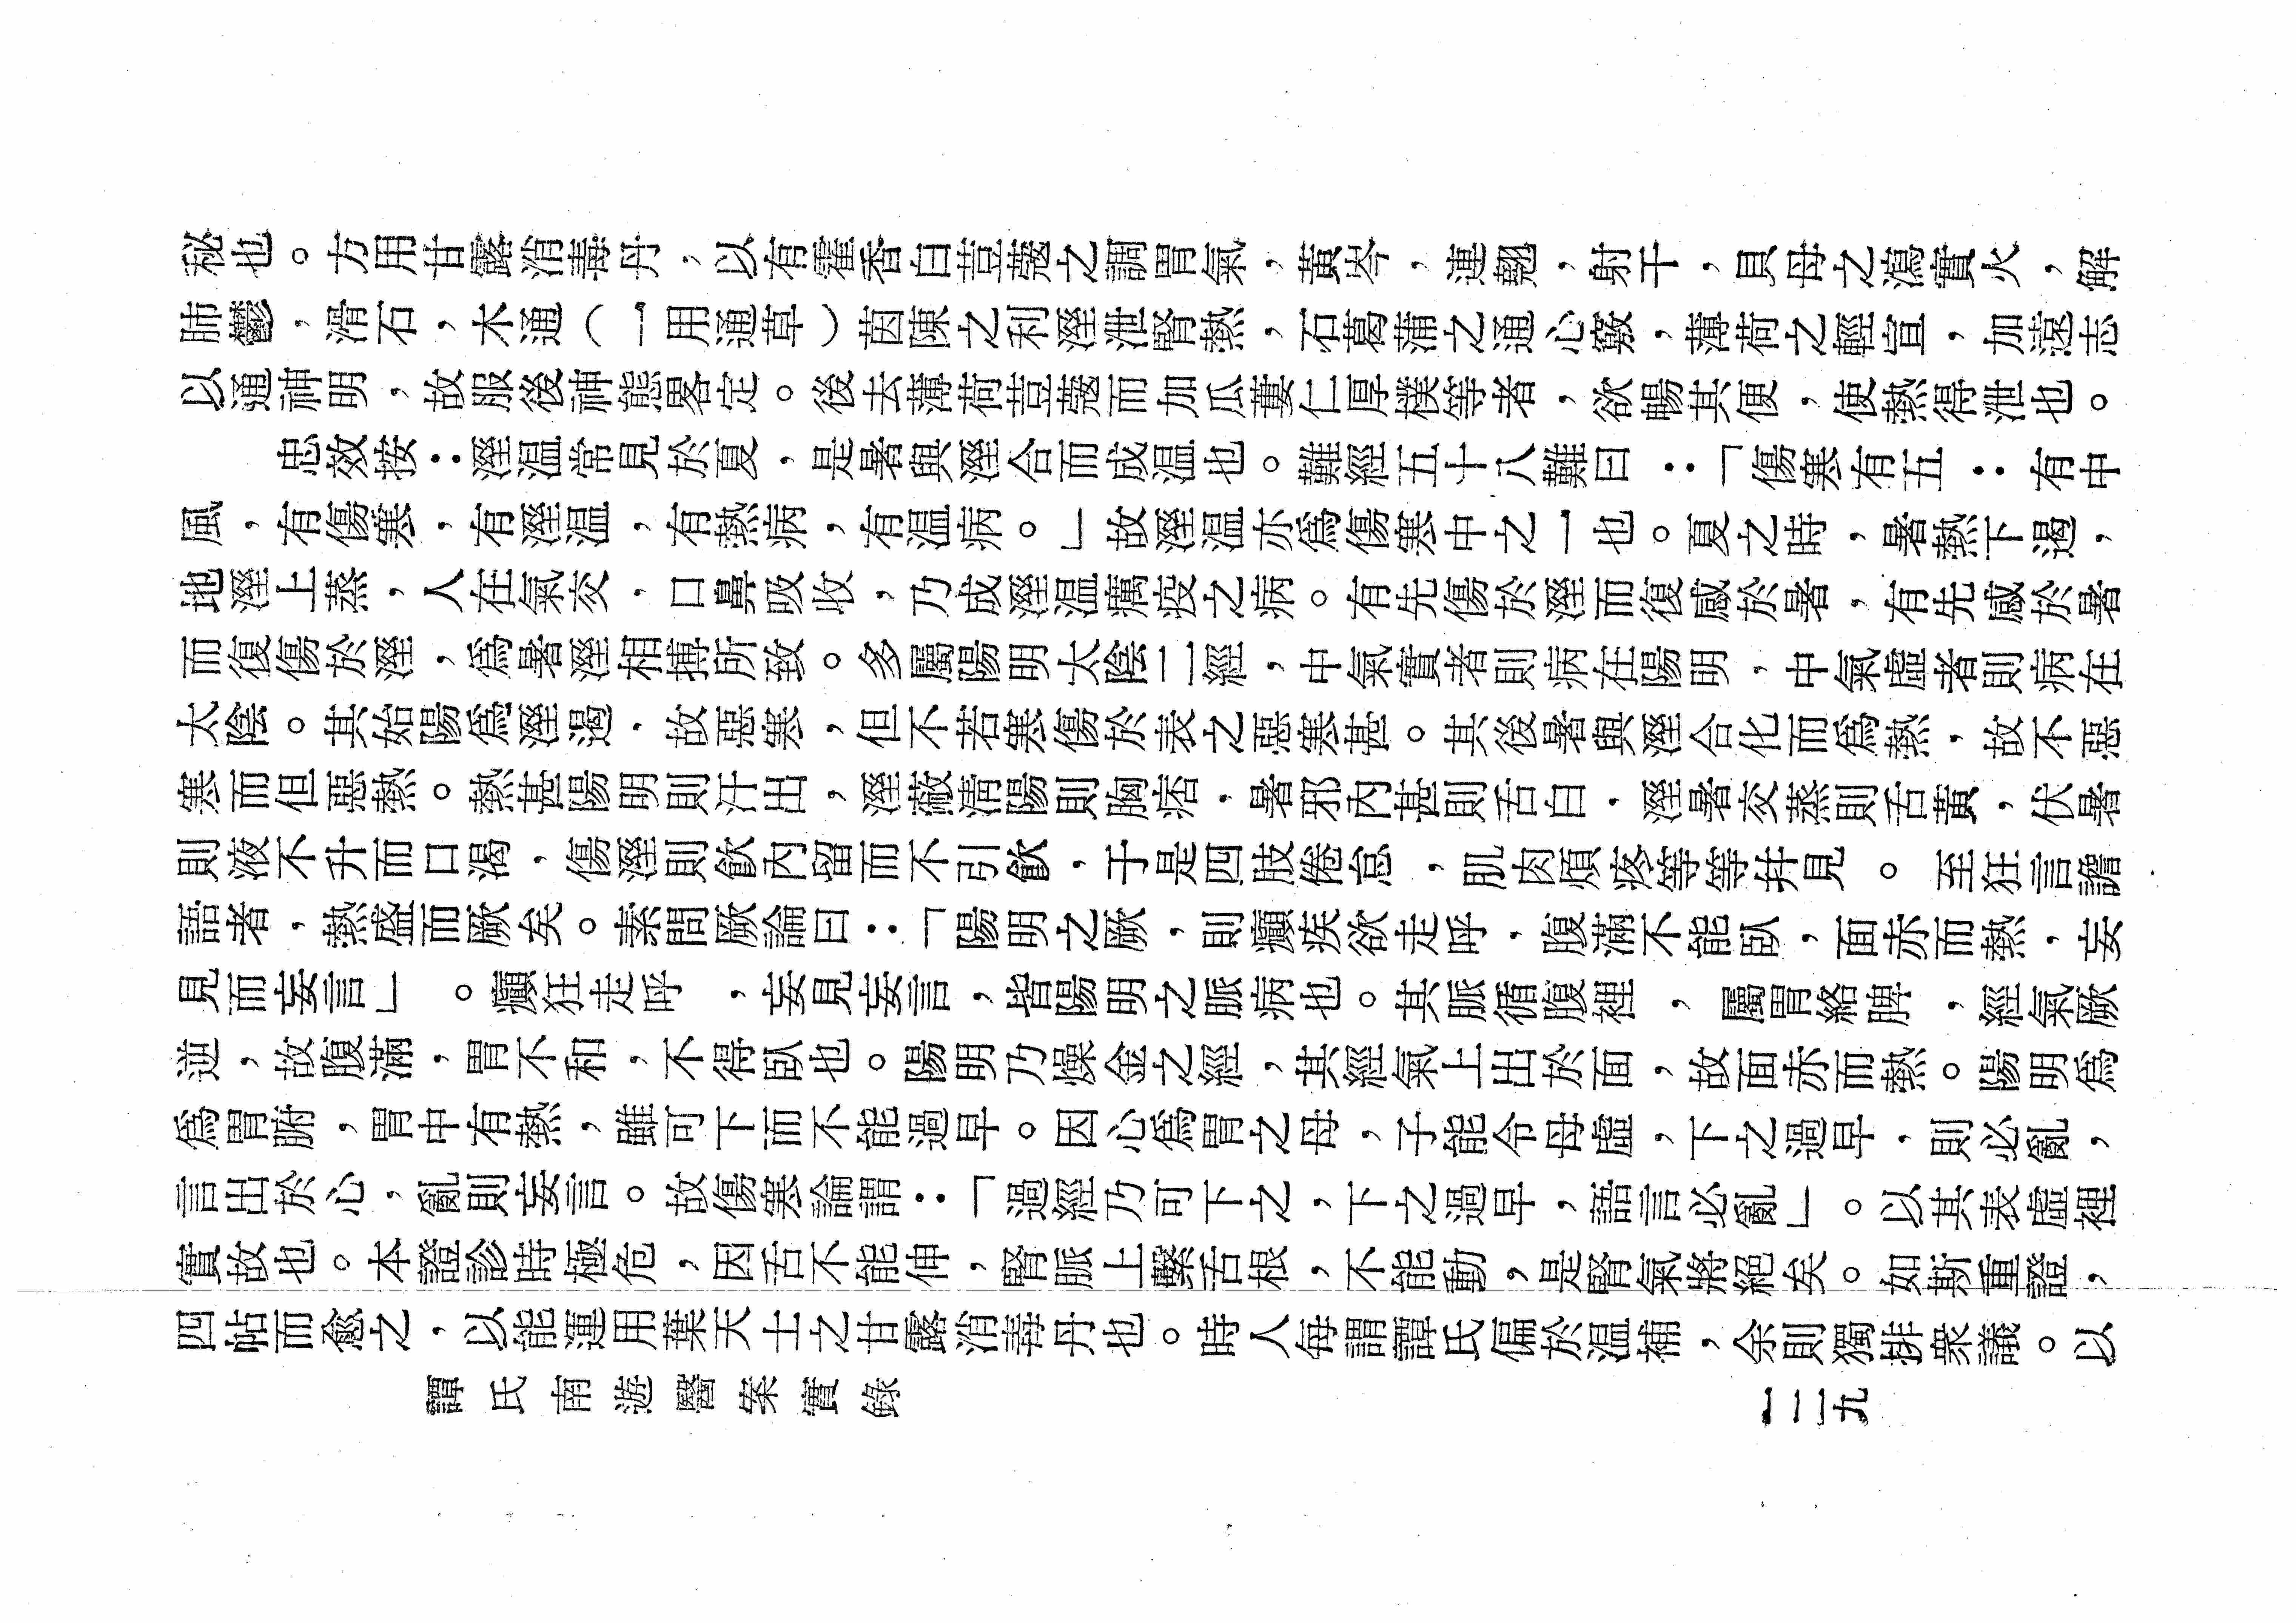 秘也。方用甘露消毒丹，以有霍香白荳蔻之調胃氣，黃岑，連翹，射干，貝母之瀉實火，解
肺鬱，滑石，木通（一用通草）茵陳之利溼泄腎熱，石葛蒲之通心竅，薄荷之輕宣，加遠志
以通神明，故服後神態畧定。後去薄荷荳蔻而加瓜蔞仁厚樸等者，欲暢其便，使熱得泄也。
忠效按：溼温常見於夏，是暑與溼合而成温也。難經五十八難曰：「傷寒有五：有中
風，有傷寒，有溼温，有熱病，有温病。」故溼温亦爲傷寒中之一也。夏之時，暑熱下遏，
地溼上蒸，人在氣交，口鼻吸收，乃成溼温癘疫之病。有先傷於溼而復感於暑，有先感於暑
而復傷於溼，爲暑溼相搏所致。多屬陽明太陰二經，中氣實者則病在陽明，中氣虛者則病在
太陰。其始陽爲溼遏，故惡寒，但不若寒傷於表之惡寒甚。其後暑與溼合化而爲熱，故不惡
寒而但惡熱。熱甚陽明則汗出，溼蔽淸陽則胸痞，暑邪內甚則舌白，溼暑交蒸則舌黃，伏暑
則液不升而口渴，傷溼則飮內留而不引飮，于是四肢倦怠，肌肉煩疼等等幷見。至狂言譫
語者，熱盛而厥矣。素問厥論曰：「陽明之厥，則癲疾欲走呼，腹滿不能臥，面赤而熱，妄
見而妄言」。癲狂走呼，妄見妄言，皆陽明之脈病也。其脈循腹裡，屬胃絡脾，經氣厥
逆，故腹滿，胃不和，不得臥也。陽明乃燥金之經，其經氣上出於面，故面赤而熱。陽明爲
爲胃腑，胃中有熱，雖可下而不能過早。因心爲胃之母，子能令母虛，下之過早，則必亂，
言出於心，亂則妄言。故傷寒論謂：「過經乃可下之，下之過早，語言必亂」。以其表虛裡
實故也。本證診時極危，因舌不能伸，腎脈上繫舌根，不能動，是腎氣將絕矣。如斯重證，
四帖而愈之，以能運用葉天士之甘露消毒丹也。時人每謂譚氏偏於温補，余則獨排衆議。以
譚氏南遊醫案實錄
一二九